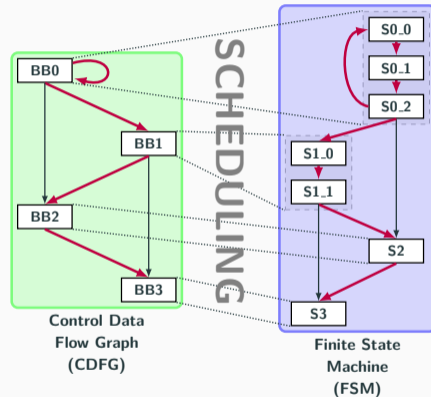 BB0
BB1
BB2
BB3
Control Data
Flow Graph
(CDFG)
SCHEDULING
S0_0
S0_1
S0_2
S1_0
S1_1
S2
S3
Finite State
Machine
(FSM)